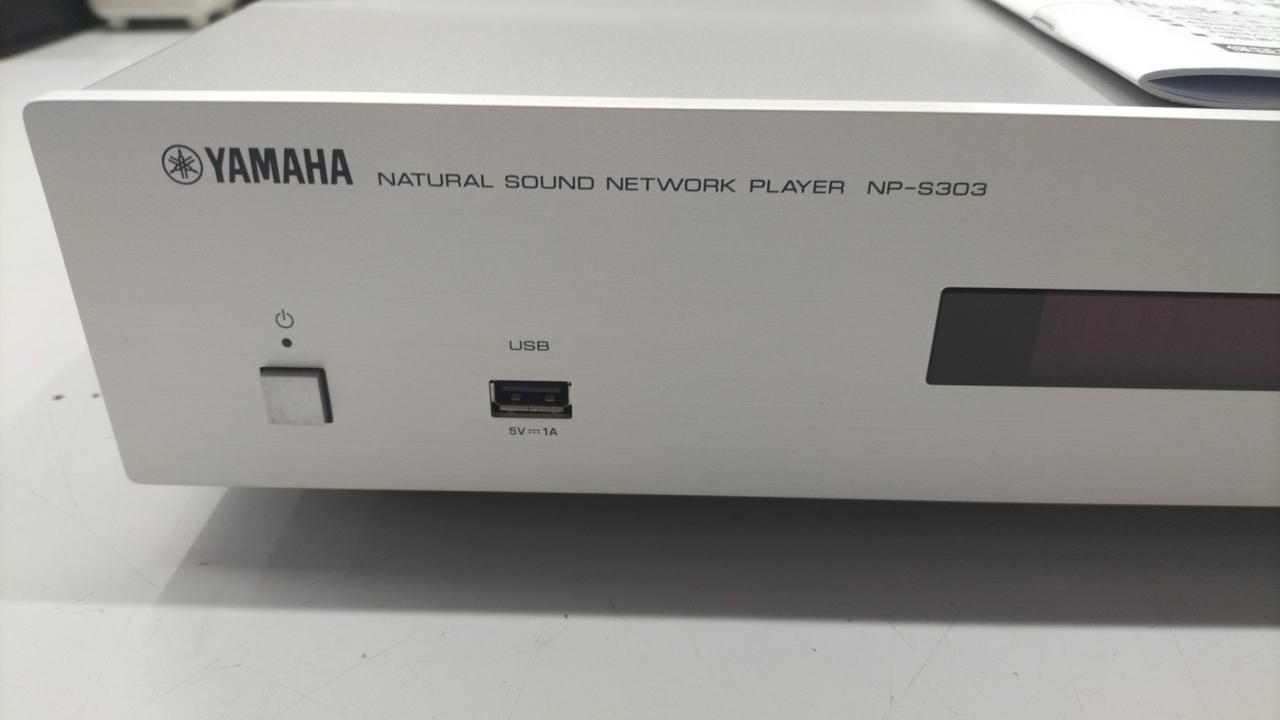 YAMAHA NATURAL SOUND NETWORK PLAYER NP-S303
USB
5V⎓1A